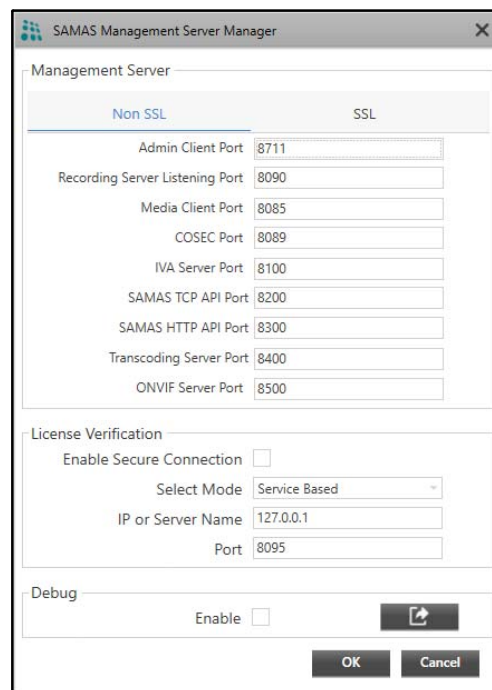 SAMAS Management Server Manager
Management Server
Non SSL SSL
Admin Client Port 8711
Recording Server Listening Port 8090
Media Client Port 8085
COSEC Port 8089
IVA Server Port 8100
SAMAS TCP API Port 8200
SAMAS HTTP API Port 8300
Transcoding Server Port 8400
ONVIF Server Port 8500
License Verification
Enable Secure Connection
Select Mode Service Based
IP or Server Name 127.0.0.1
Port 8095
Debug
Enable
OK Cancel